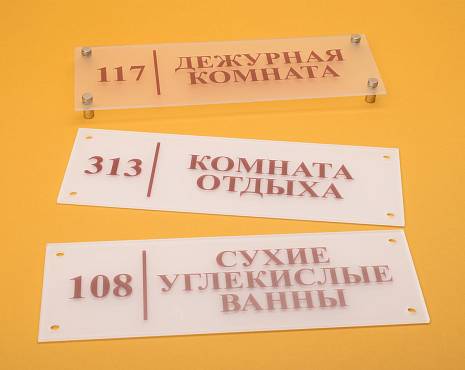 117 ДЕЖУРНАЯ
КОМНАТА
313 КОМНАТА
ОТДЫХА
108 СУХИЕ
УГЛЕКИСЛЫЕ
ВАННЫ